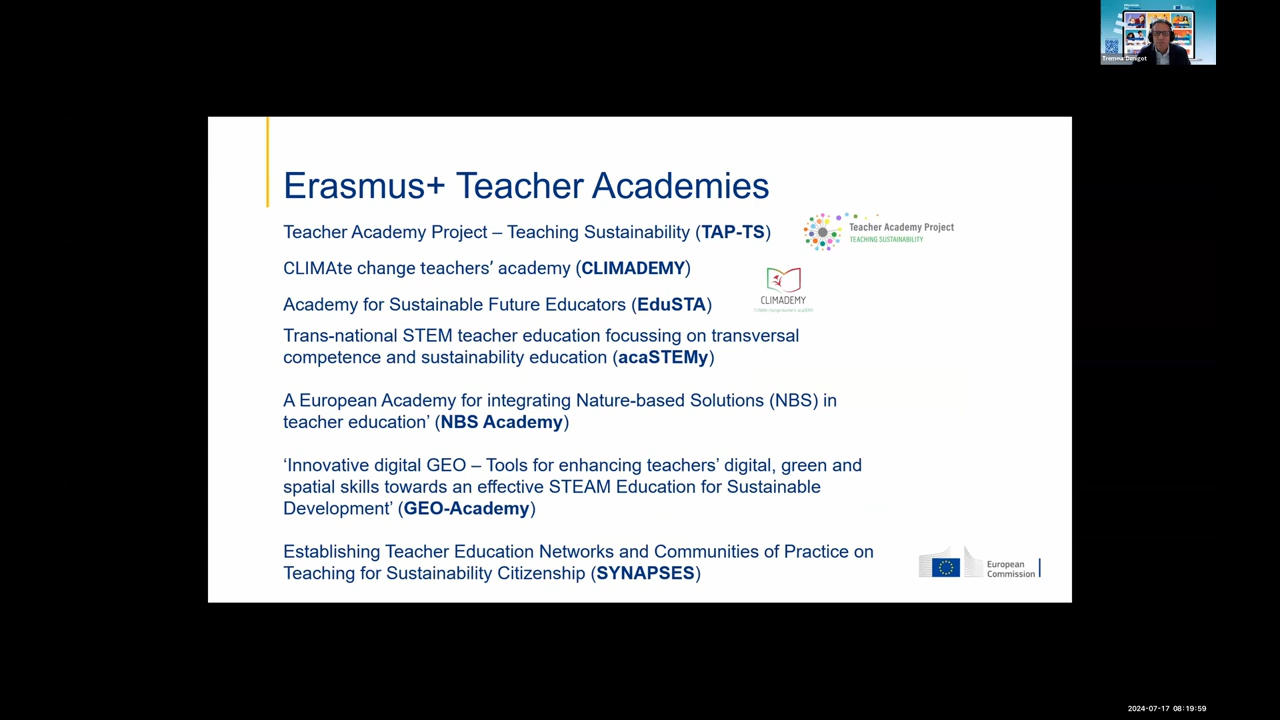 Erasmus+ Teacher Academies
Teacher Academy Project – Teaching Sustainability (TAP-TS)
Teacher Academy Project
TEACHING SUSTAINABILITY
CLIMAte change teachers’ academy (CLIMADEMY)
CLIMADEMY
Academy for Sustainable Future Educators (EduSTA)
Trans-national STEM teacher education focussing on transversal
competence and sustainability education (acaSTEMy)
A European Academy for integrating Nature-based Solutions (NBS) in
teacher education’ (NBS Academy)
‘Innovative digital GEO – Tools for enhancing teachers’ digital, green and
spatial skills towards an effective STEAM Education for Sustainable
Development’ (GEO-Academy)
Establishing Teacher Education Networks and Communities of Practice on
Teaching for Sustainability Citizenship (SYNAPSES)
European
Commission
2024-07-17 08:19:59